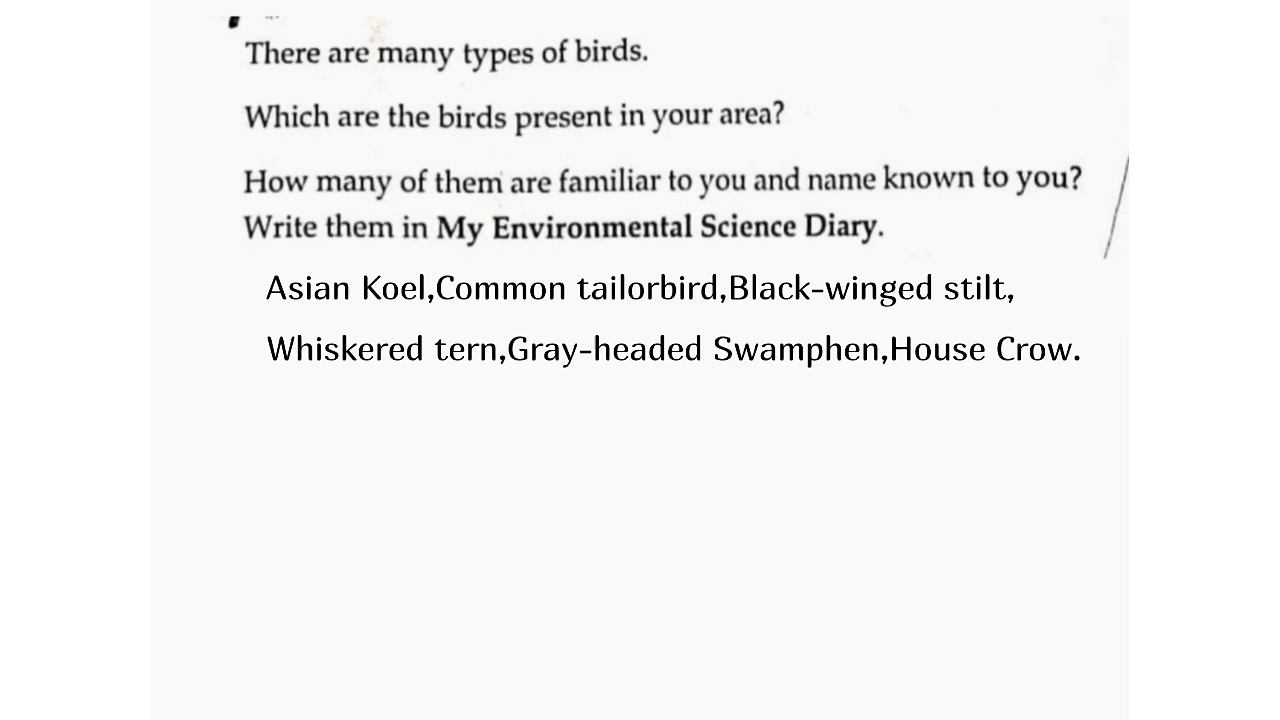 There are many types of birds.
Which are the birds present in your area?
How many of them are familiar to you and name known to you?
Write them in My Environmental Science Diary.
Asian Koel,Common tailorbird,Black-winged stilt,
Whiskered tern,Gray-headed Swamphen,House Crow.